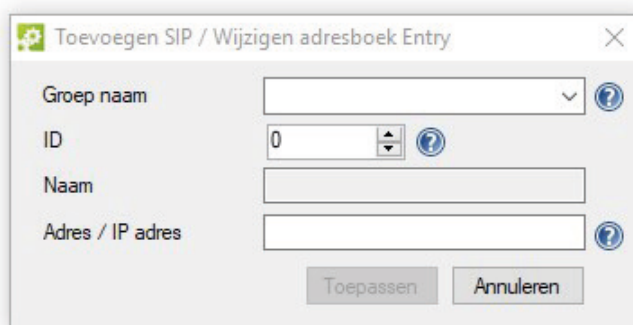 Toevoegen SIP / Wijzigen adresboek Entry
Groep naam
ID 0
Naam
Adres / IP adres
Toepassen Annuleren